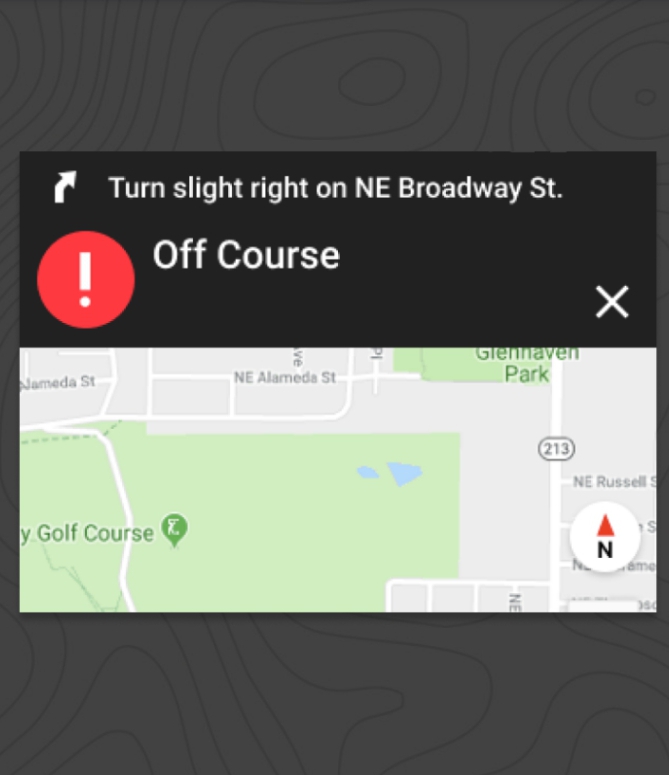 Turn slight right on NE Broadway St.
Off Course
Glenhaven
Park
NE Alameda St
Alameda St
213
NE Russell S
y Golf Course
N
NE